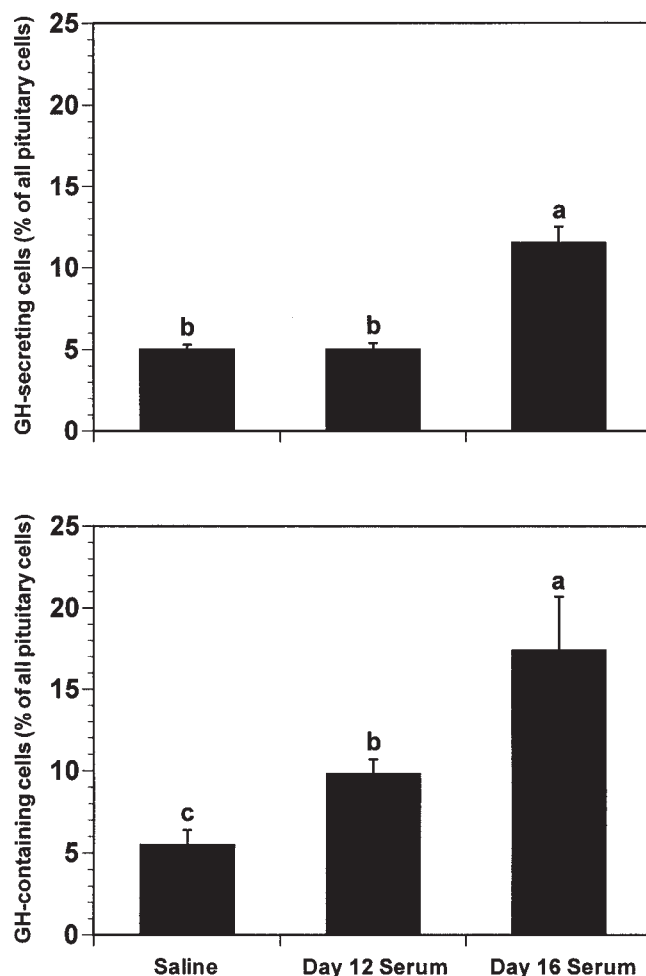 GH-secreting cells (% of all pituitary cells)
25
20
15
10
5
0
b
b
a
GH-containing cells (% of all pituitary cells)
25
20
15
10
5
0
c
b
a
Saline Day 12 Serum Day 16 Serum